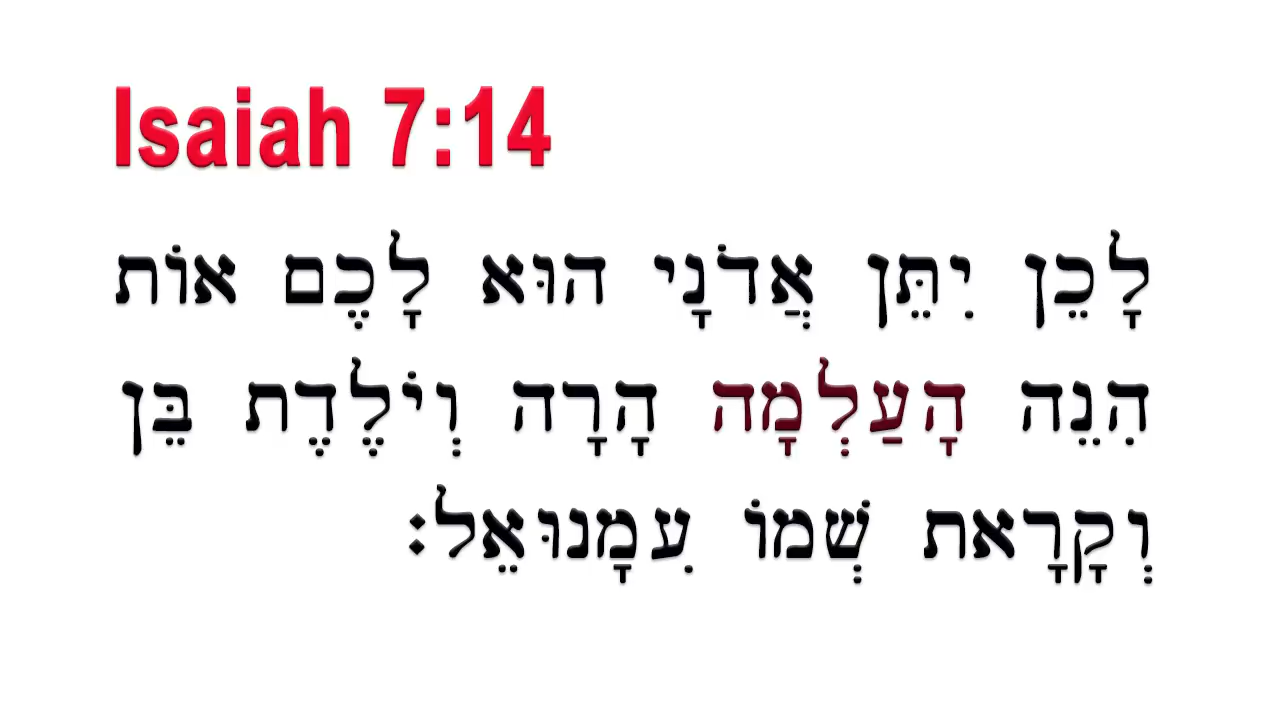 Isaiah 7:14
לָכֵן יִתֵּן אֲדֹנָי הוּא לָכֶם אוֹת
הִנֵה הָעַלְמָה הָרָה וְיֹלֶדֶת בֵּן
וְקָרָאת שְׁמוֹ עִמָנוּאֵל׃